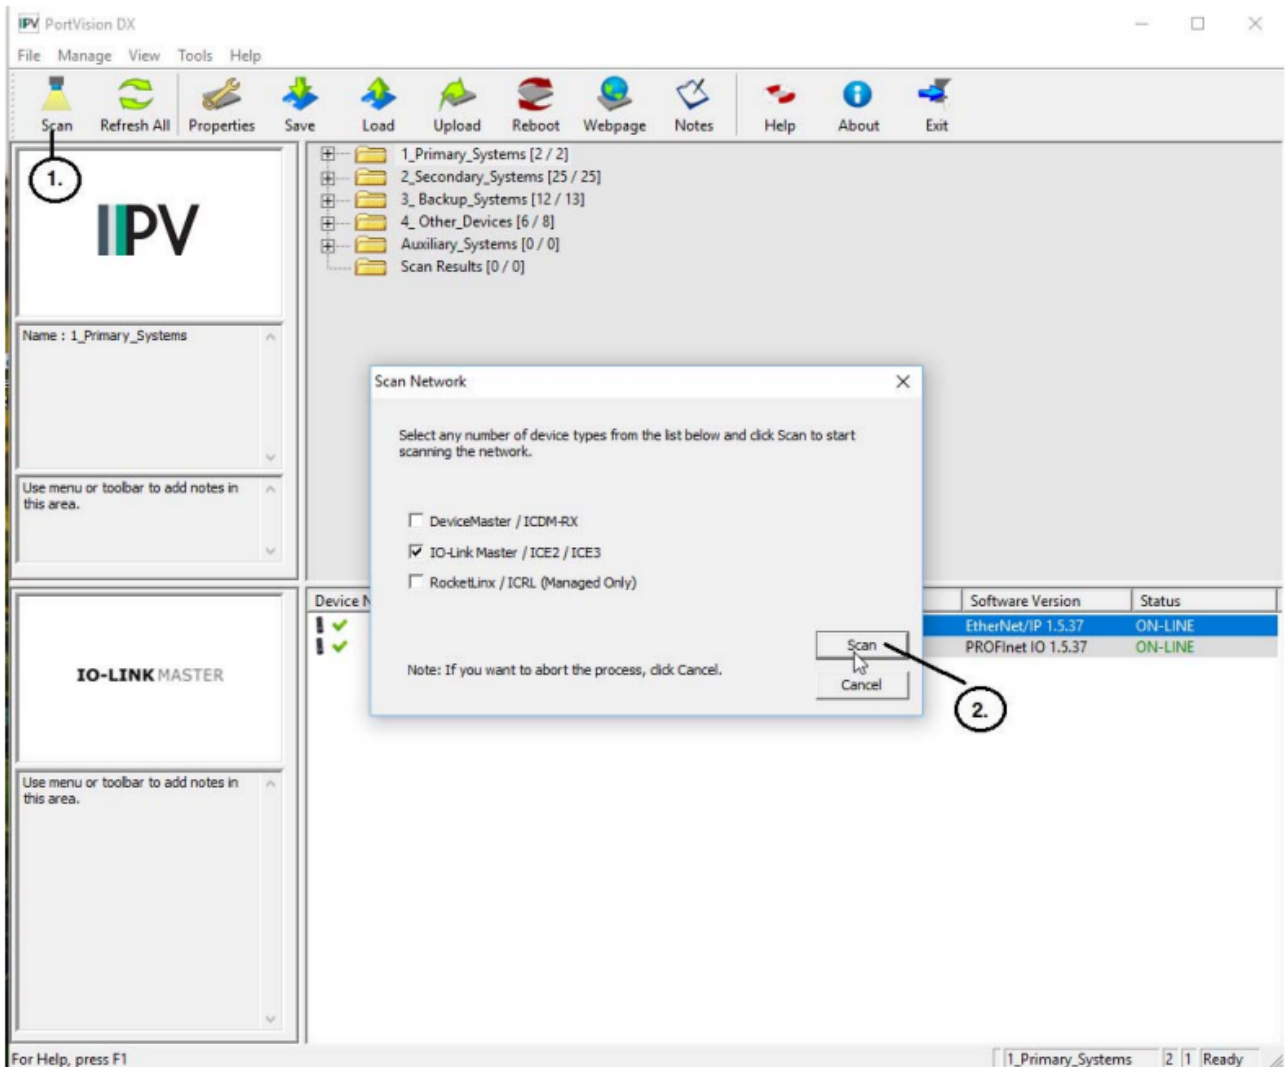 IPV PortVision DX
File Manage View Tools Help
Scan Refresh All Properties Save Load Upload Reboot Webpage Notes Help About Exit
1.
IPV
Name : 1_Primary_Systems
Use menu or toolbar to add notes in
this area.
1_Primary_Systems [2 / 2]
2_Secondary_Systems [25 / 25]
3_ Backup_Systems [12 / 13]
4_ Other_Devices [6 / 8]
Auxiliary_Systems [0 / 0]
Scan Results [0 / 0]
Scan Network
Select any number of device types from the list below and click Scan to start
scanning the network.
DeviceMaster / ICDM-RX
IO-Link Master / ICE2 / ICE3
RocketLinx / ICRL (Managed Only)
Note: If you want to abort the process, click Cancel.
Scan
Cancel
2.
IO-LINK MASTER
Use menu or toolbar to add notes in
this area.
Device N Software Version Status
EtherNet/IP 1.5.37 ON-LINE
PROFInet IO 1.5.37 ON-LINE
For Help, press F1 1_Primary_Systems 2 1 Ready